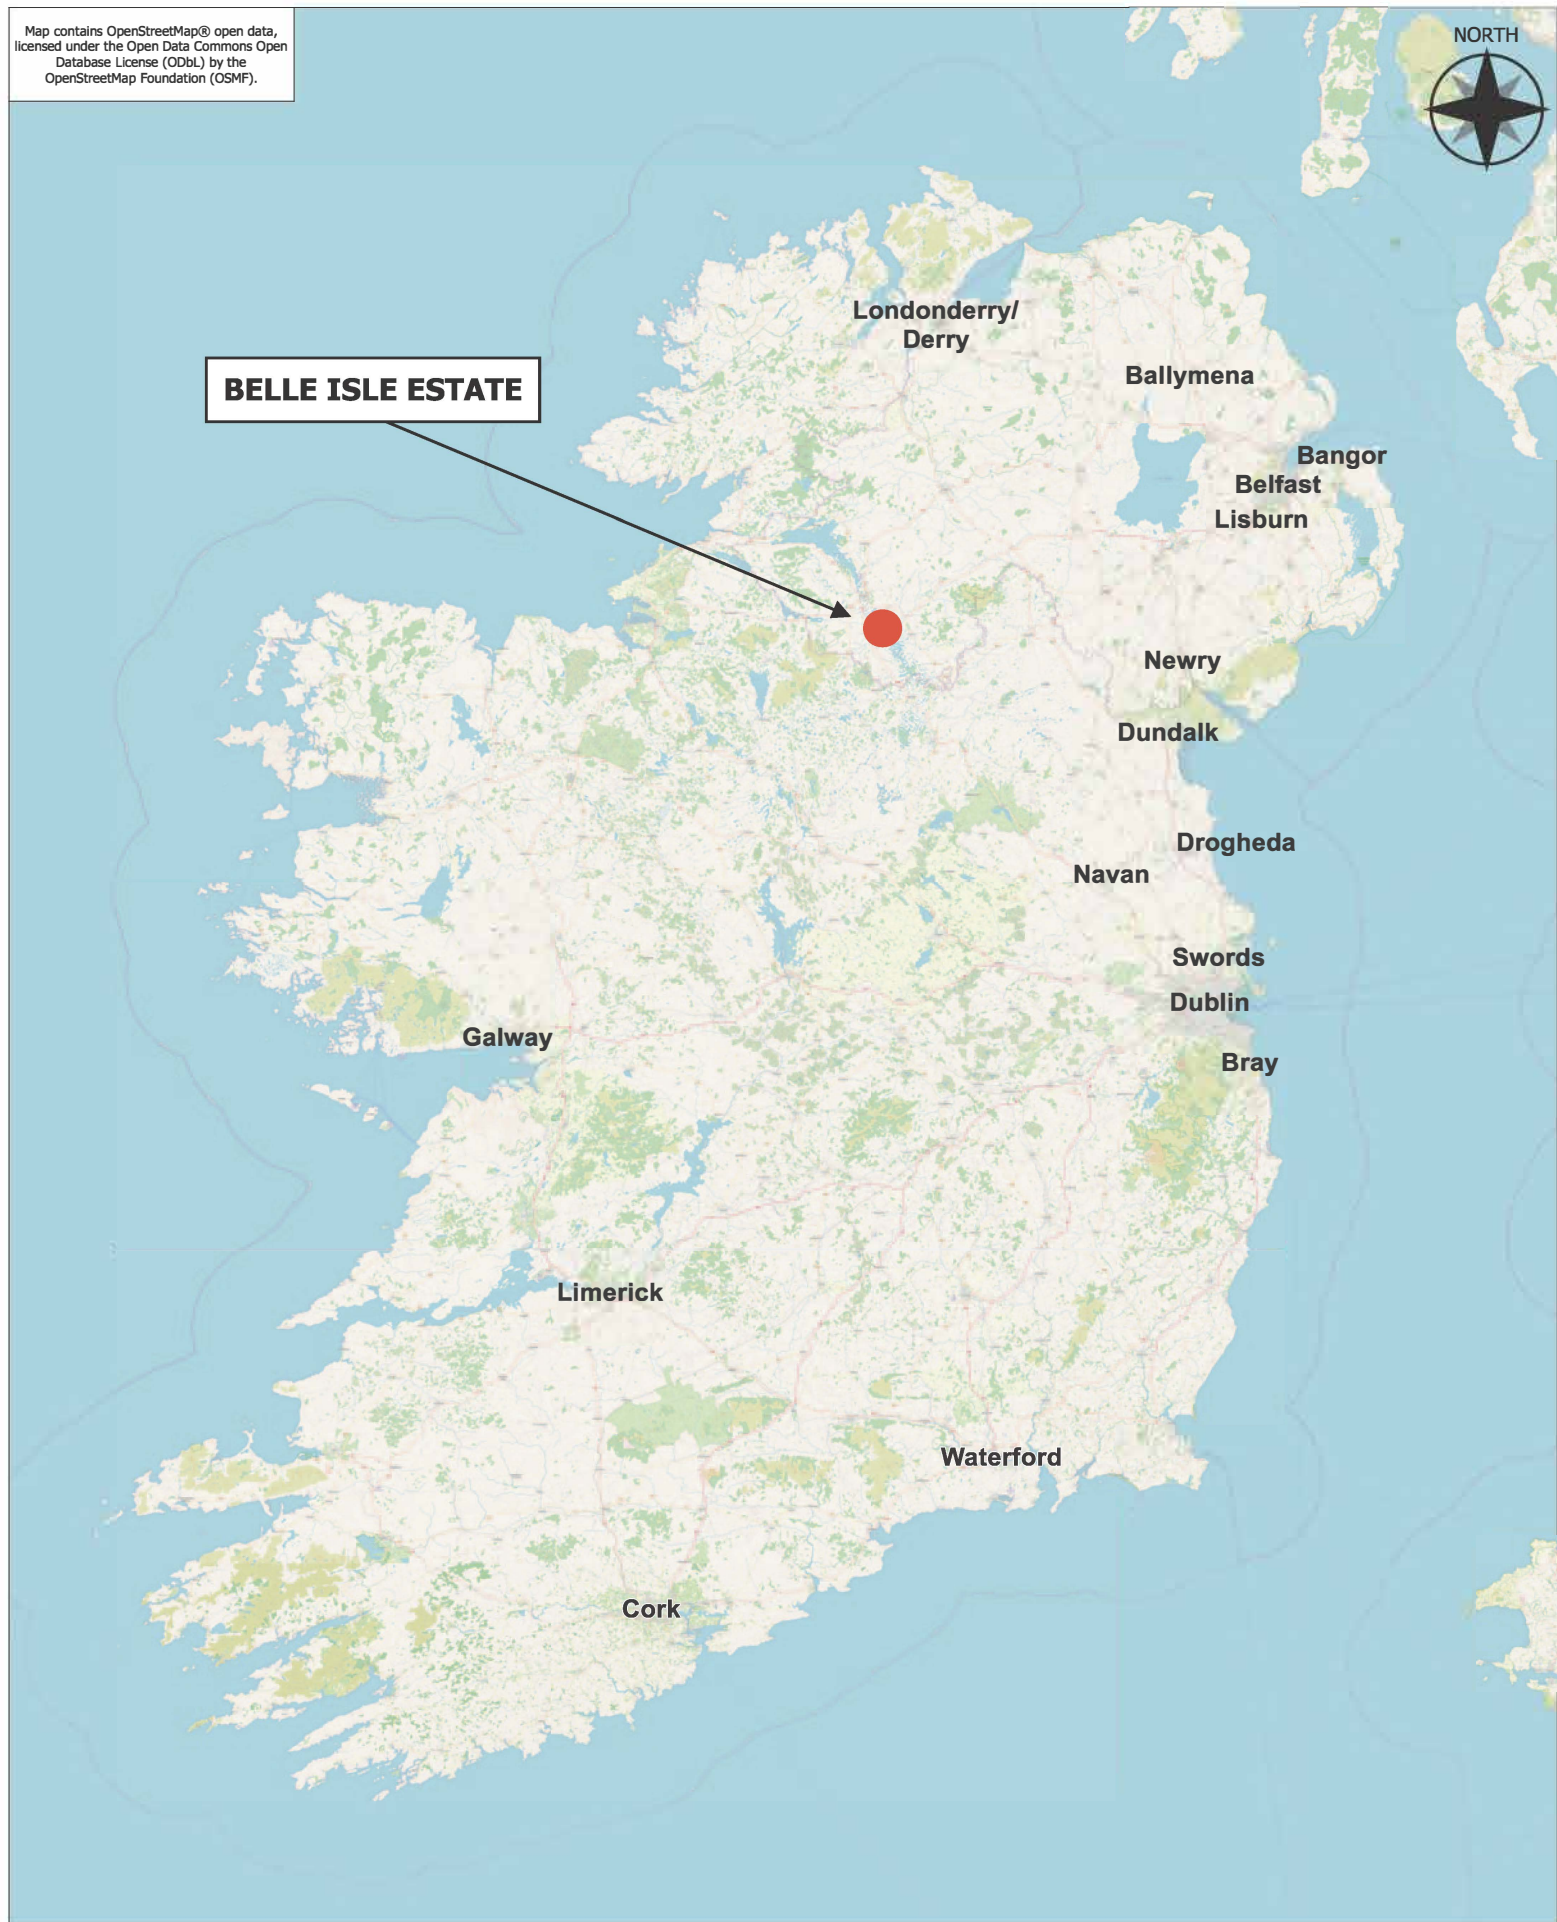 Map contains OpenStreetMap® open data,
licensed under the Open Data Commons Open
Database License (ODbL) by the
OpenStreetMap Foundation (OSMF).
NORTH
Londonderry/
Derry
Ballymena
BELLE ISLE ESTATE
Bangor
Belfast
Lisburn
Newry
Dundalk
Drogheda
Navan
Swords
Dublin
Galway
Bray
Limerick
Waterford
Cork